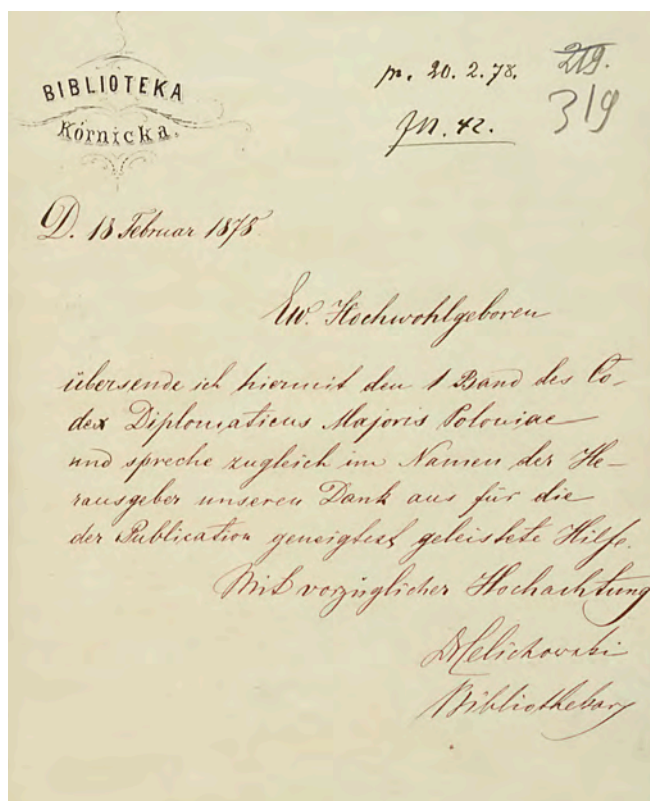 BIBLIOTEKA
Kórnicka.
pr. 20. 2. 78.
219.
JN. 42.
319
D. 18 Februar 1878.
Ew. Hochwohlgeboren
übersende ich hiermit den 1 Band des Co-
dex Diplomaticus Majoris Poloniae
und spreche zugleich im Namen der He-
rausgeber unseren Dank aus für die
der Publication geneigtest geleistete Hilfe.
Mit vorzüglicher Hochachtung
Bibliothekar